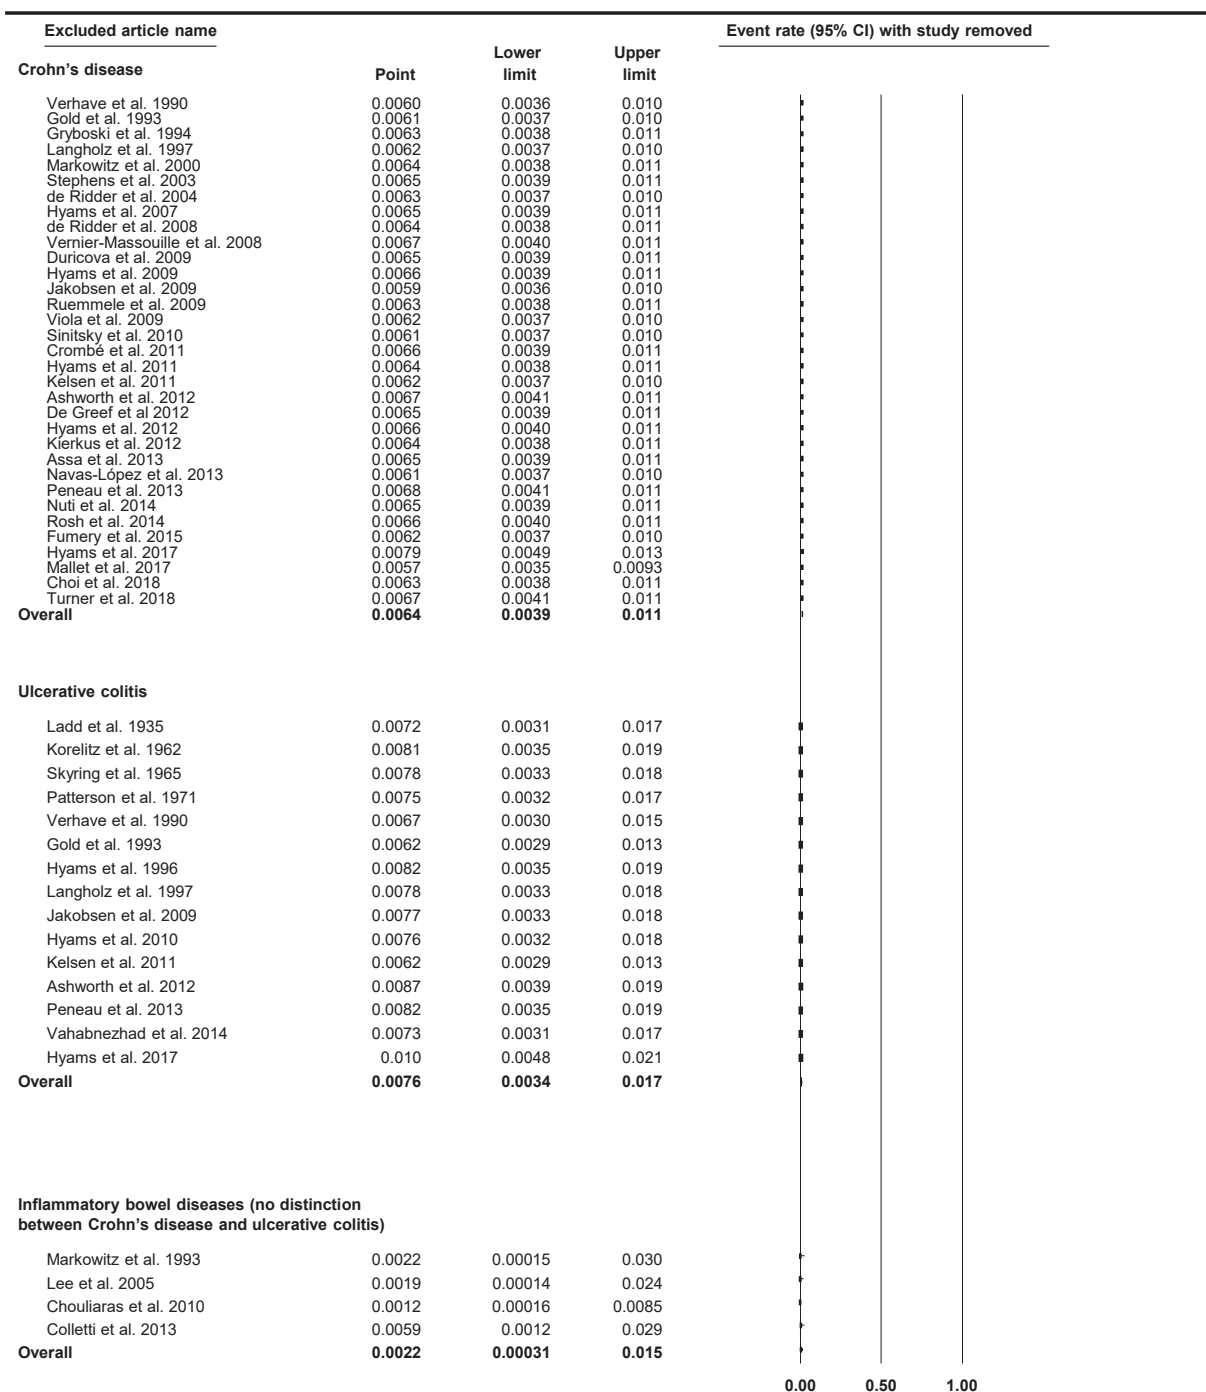 Excluded article name Event rate (95% CI) with study removed
Lower Upper
Crohn's disease Point limit limit
Verhave et al. 1990 0.0060 0.0036 0.010
Gold et al. 1993 0.0061 0.0037 0.010
Gryboski et al. 1994 0.0063 0.0038 0.011
Langholz et al. 1997 0.0062 0.0037 0.010
Markowitz et al. 2000 0.0064 0.0038 0.011
Stephens et al. 2003 0.0065 0.0039 0.011
de Ridder et al. 2004 0.0063 0.0037 0.010
Hyams et al. 2007 0.0065 0.0039 0.011
de Ridder et al. 2008 0.0064 0.0038 0.011
Vernier-Massouille et al. 2008 0.0067 0.0040 0.011
Duricova et al. 2009 0.0065 0.0039 0.011
Hyams et al. 2009 0.0066 0.0039 0.011
Jakobsen et al. 2009 0.0059 0.0036 0.010
Ruemmele et al. 2009 0.0063 0.0038 0.011
Viola et al. 2009 0.0062 0.0037 0.010
Sinitsky et al. 2010 0.0061 0.0037 0.010
Crombé et al. 2011 0.0066 0.0039 0.011
Hyams et al. 2011 0.0064 0.0038 0.011
Kelsen et al. 2011 0.0062 0.0037 0.010
Ashworth et al. 2012 0.0067 0.0041 0.011
De Greef et al 2012 0.0065 0.0039 0.011
Hyams et al. 2012 0.0066 0.0040 0.011
Kierkus et al. 2012 0.0064 0.0038 0.011
Assa et al. 2013 0.0065 0.0039 0.011
Navas-López et al. 2013 0.0061 0.0037 0.010
Peneau et al. 2013 0.0068 0.0041 0.011
Nuti et al. 2014 0.0065 0.0039 0.011
Rosh et al. 2014 0.0066 0.0040 0.011
Fumery et al. 2015 0.0062 0.0037 0.010
Hyams et al. 2017 0.0079 0.0049 0.013
Mallet et al. 2017 0.0057 0.0035 0.0093
Choi et al. 2018 0.0063 0.0038 0.011
Turner et al. 2018 0.0067 0.0041 0.011
Overall 0.0064 0.0039 0.011
Ulcerative colitis
Ladd et al. 1935 0.0072 0.0031 0.017
Korelitz et al. 1962 0.0081 0.0035 0.019
Skyring et al. 1965 0.0078 0.0033 0.018
Patterson et al. 1971 0.0075 0.0032 0.017
Verhave et al. 1990 0.0067 0.0030 0.015
Gold et al. 1993 0.0062 0.0029 0.013
Hyams et al. 1996 0.0082 0.0035 0.019
Langholz et al. 1997 0.0078 0.0033 0.018
Jakobsen et al. 2009 0.0077 0.0033 0.018
Hyams et al. 2010 0.0076 0.0032 0.018
Kelsen et al. 2011 0.0062 0.0029 0.013
Ashworth et al. 2012 0.0087 0.0039 0.019
Peneau et al. 2013 0.0082 0.0035 0.019
Vahabnezhad et al. 2014 0.0073 0.0031 0.017
Hyams et al. 2017 0.010 0.0048 0.021
Overall 0.0076 0.0034 0.017
Inflammatory bowel diseases (no distinction
between Crohn's disease and ulcerative colitis)
Markowitz et al. 1993 0.0022 0.00015 0.030
Lee et al. 2005 0.0019 0.00014 0.024
Chouliaras et al. 2010 0.0012 0.00016 0.0085
Colletti et al. 2013 0.0059 0.0012 0.029
Overall 0.0022 0.00031 0.015
0.00 0.50 1.00